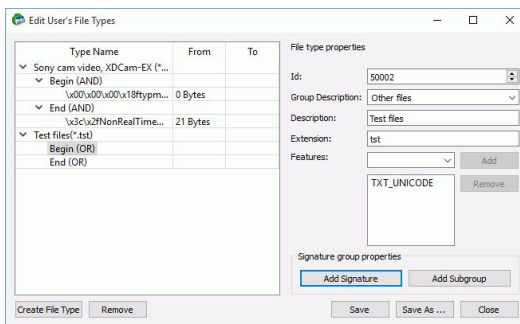 Edit User's File Types
Type Name From To
Sony cam video, XDCam-EX (*...
Begin (AND)
\x00\x00\x00\x18ftypm... 0 Bytes
End (AND)
\x3c\x2fNonRealTime... 21 Bytes
Test files(*.tst)
Begin (OR)
End (OR)
Create File Type Remove
File type properties
Id: 50002
Group Description: Other files
Description: Test files
Extension: tst
Features: Add
TXT_UNICODE Remove
Signature group properties
Add Signature Add Subgroup
Save Save As ... Close